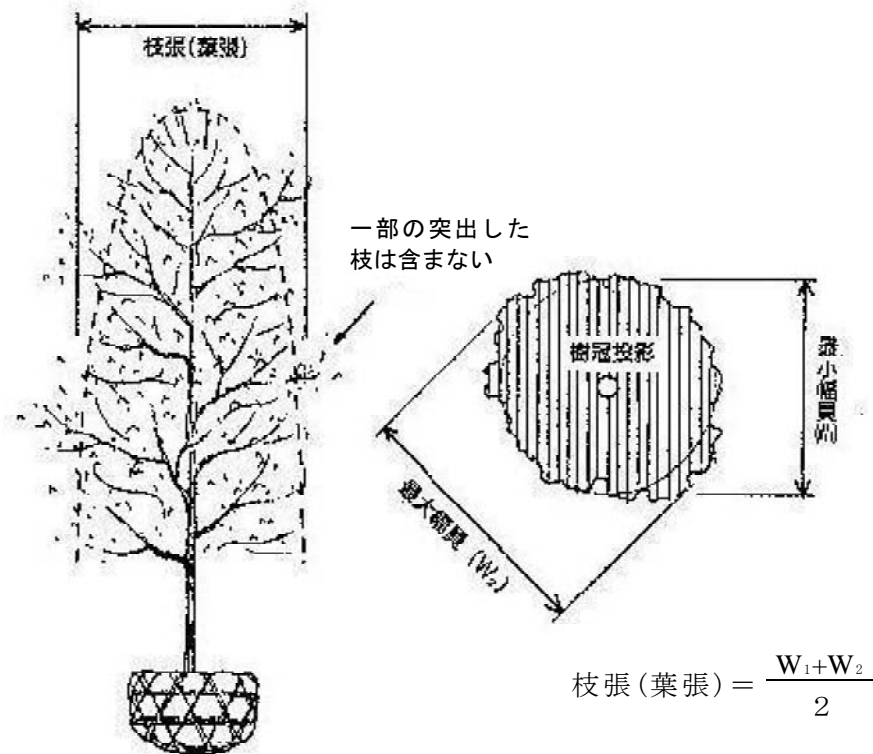 枝張(葉張)
一部の突出した
枝は含まない
樹冠投影
最小幅員
最大幅員 (W₂)
枝張(葉張)= W₁+W₂
2